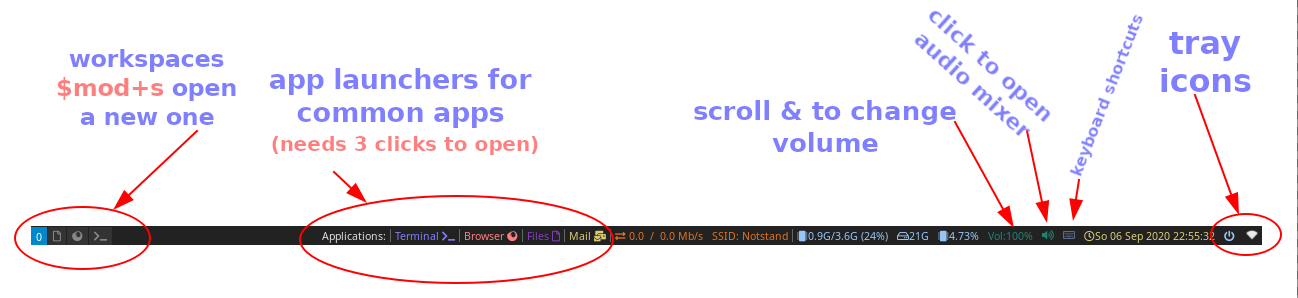 workspaces
$mod+s open
a new one
app launchers for
common apps
(needs 3 clicks to open)
scroll & to change
volume
click to open
audio mixer
keyboard shortcuts
tray
icons
0 Applications: Terminal Browser Files Mail 0.0 / 0.0 Mb/s SSID: Notstand 0.9G/3.6G (24%) 21G 4.73% Vol:100% So 06 Sep 2020 22:55:32